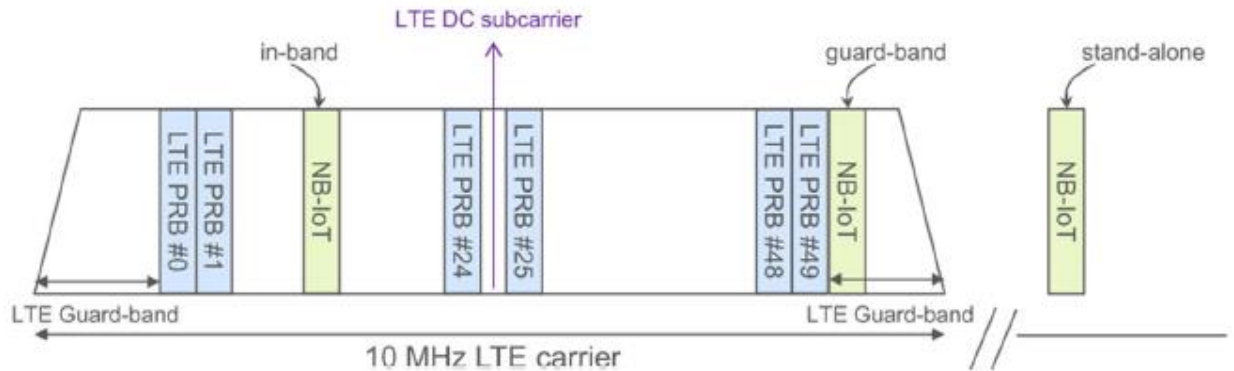 LTE DC subcarrier
in-band
guard-band
stand-alone
LTE PRB #0
LTE PRB #1
NB-IoT
LTE PRB #24
LTE PRB #25
LTE PRB #48
LTE PRB #49
NB-IoT
NB-IoT
LTE Guard-band
LTE Guard-band
10 MHz LTE carrier